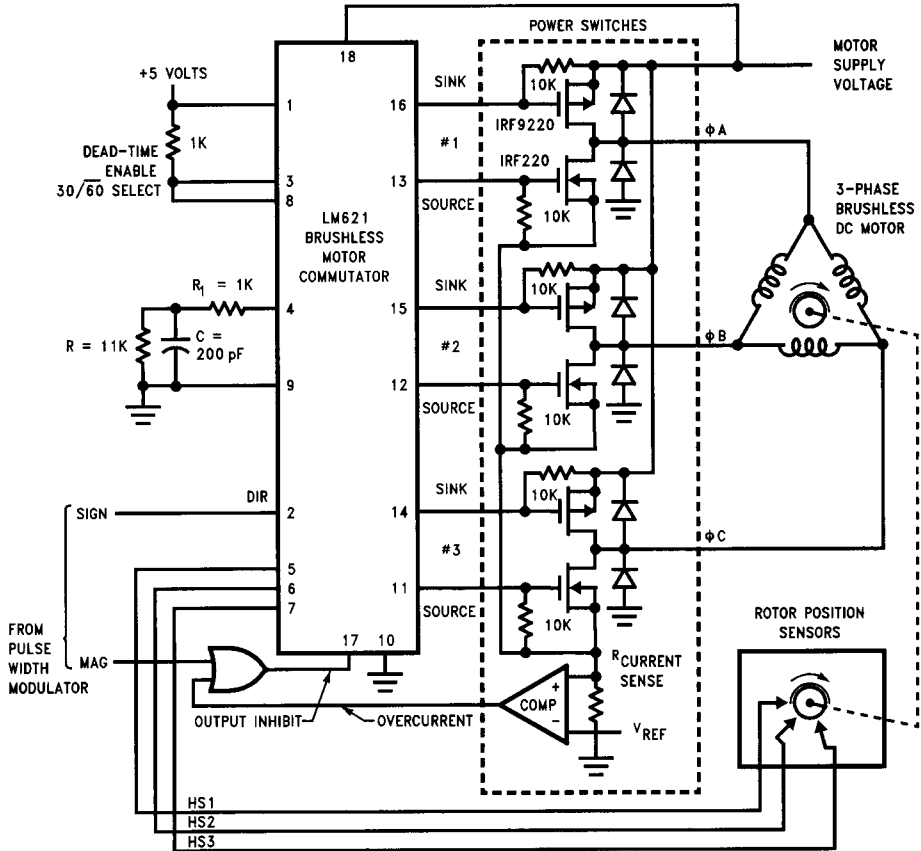 POWER SWITCHES
18
MOTOR
SUPPLY
VOLTAGE
+5 VOLTS
1
1K
DEAD-TIME
ENABLE
30/6̅0̅ SELECT
3
8
LM621
BRUSHLESS
MOTOR
COMMUTATOR
SINK
16
10K
IRF9220
#1
IRF220
13
SOURCE
10K
ϕA
3-PHASE
BRUSHLESS
DC MOTOR
R1 = 1K
4
R = 11K
C =
200 pF
9
SINK
15
10K
#2
12
SOURCE
10K
ϕB
SINK
14
10K
#3
11
SOURCE
10K
ϕC
DIR
SIGN
2
5
6
7
FROM
PULSE
WIDTH
MODULATOR
MAG
17
10
OUTPUT INHIBIT
OVERCURRENT
COMP
+
−
RCURRENT
SENSE
VREF
ROTOR POSITION
SENSORS
HS1
HS2
HS3